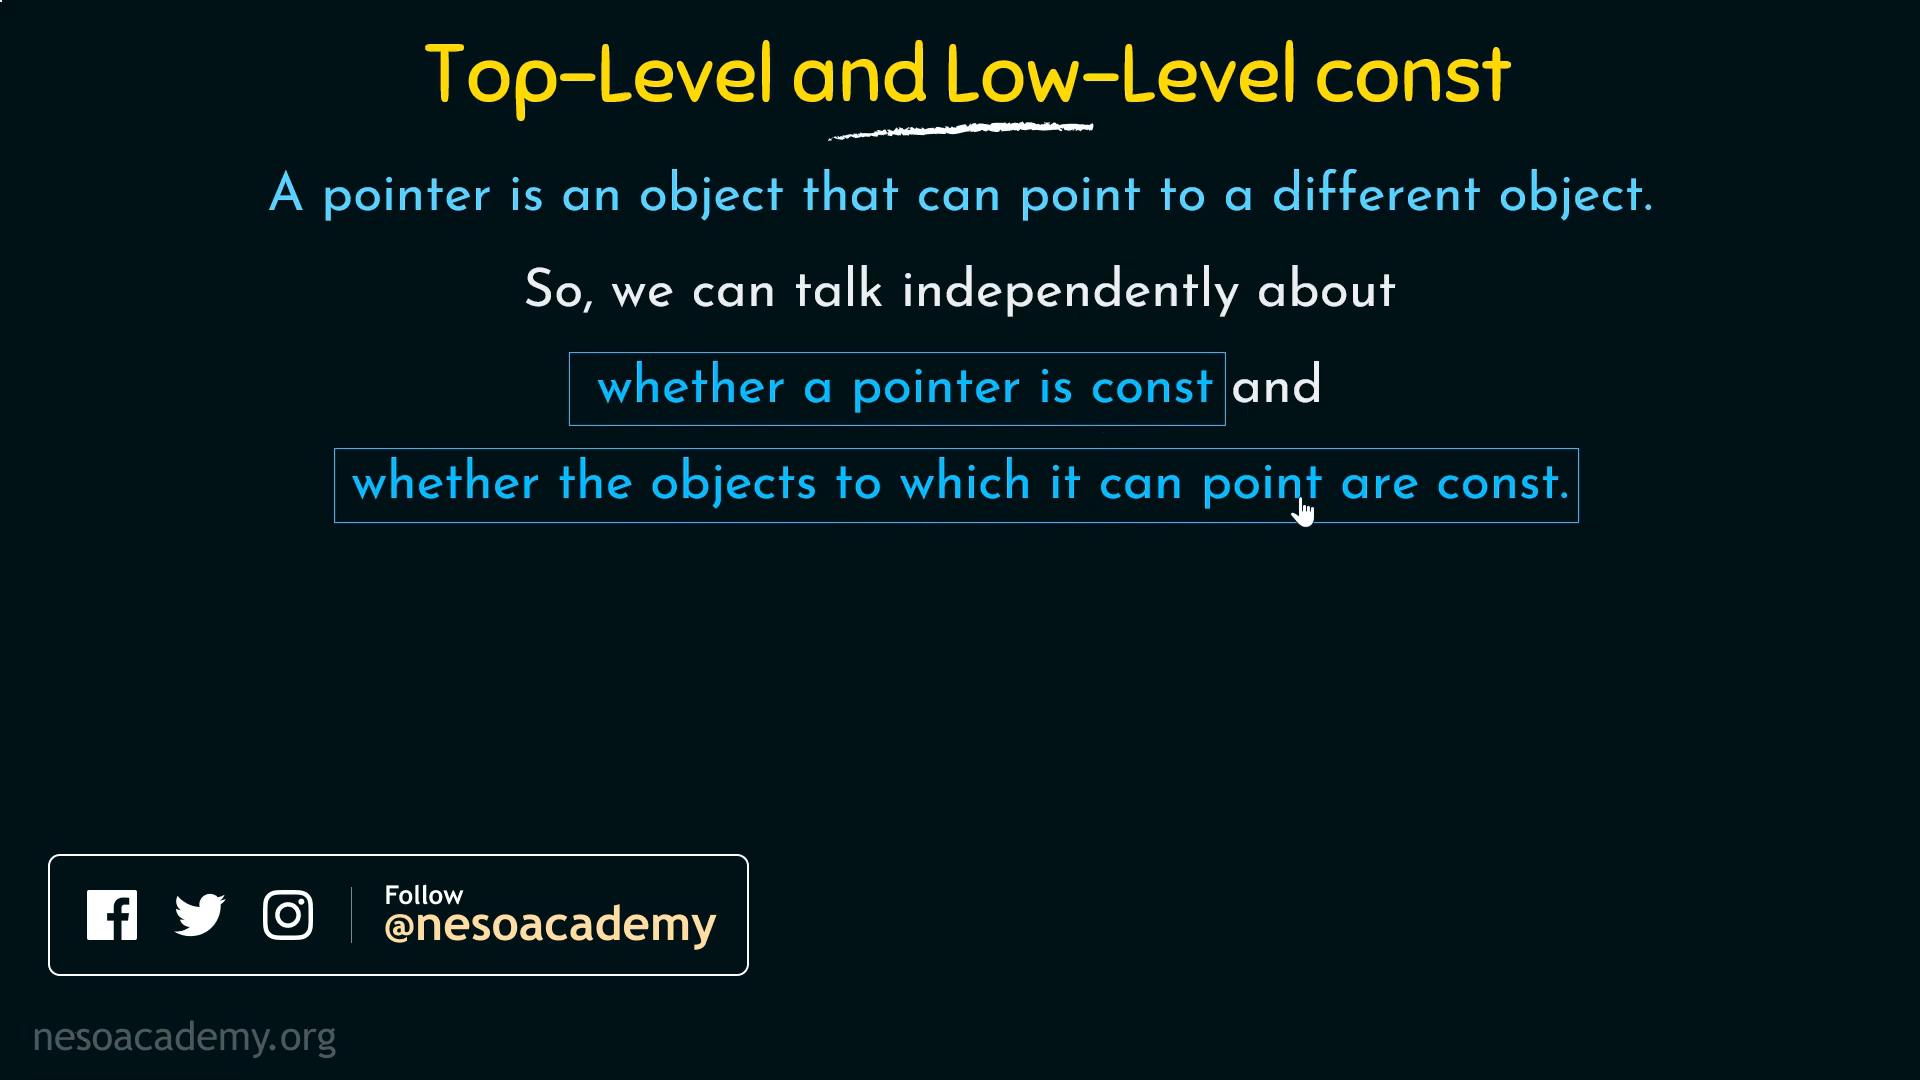 Top-Level and Low-Level const
A pointer is an object that can point to a different object.
So, we can talk independently about
whether a pointer is const and
whether the objects to which it can point are const.
Follow
@nesoacademy
nesoacademy.org